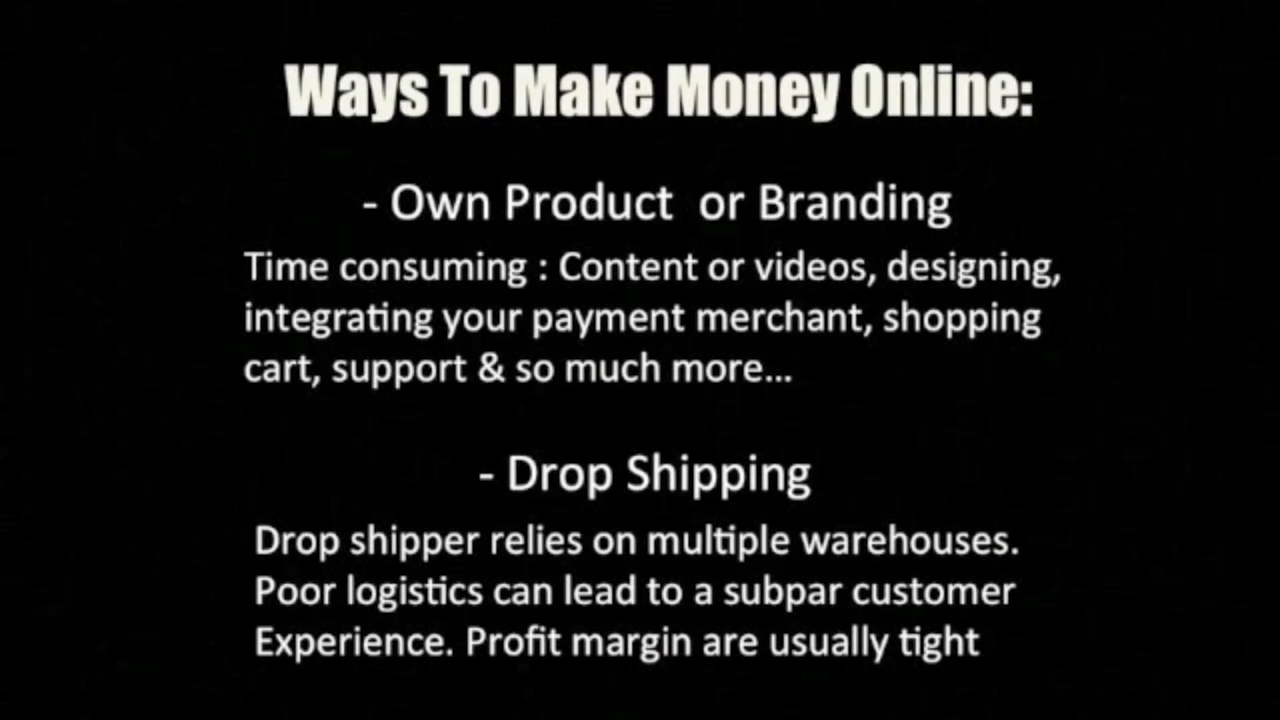 Ways To Make Money Online:
- Own Product or Branding
Time consuming : Content or videos, designing,
integrating your payment merchant, shopping
cart, support & so much more...
- Drop Shipping
Drop shipper relies on multiple warehouses.
Poor logistics can lead to a subpar customer
Experience. Profit margin are usually tight